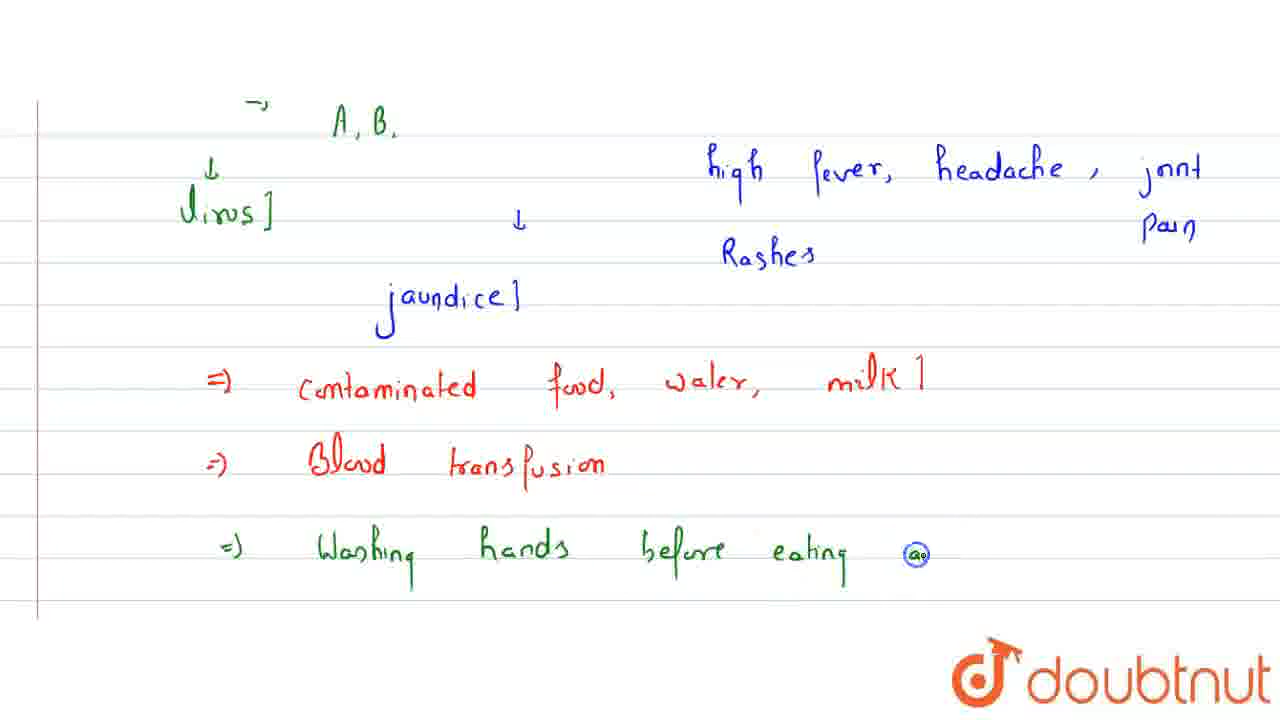 A, B.
high fever, headache, joint
Virus]
pain
Rashes
jaundice]
=) contaminated food, water, milk]
=) Blood transfusion
=) Washing hands before eating a
doubtnut